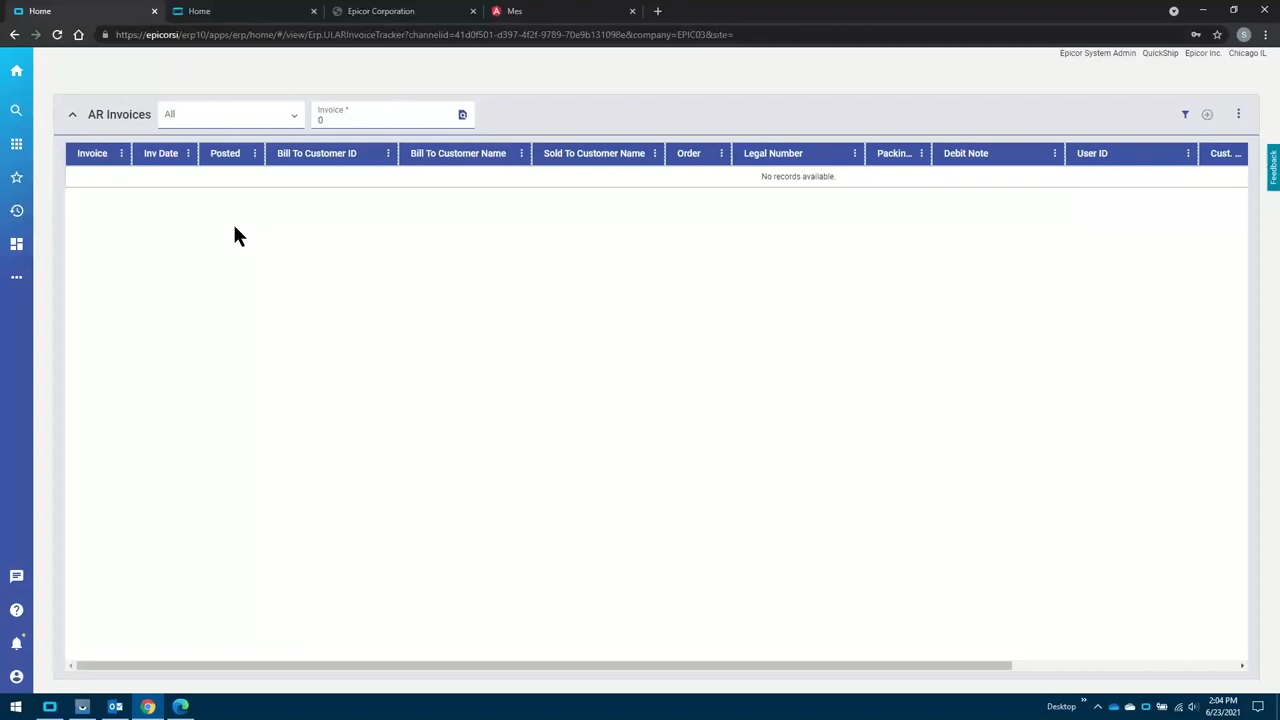 Home
Home
Epicor Corporation
Mes
https://epicorsi/erp10/apps/erp/home/#/view/Erp.UI.ARInvoiceTracker?channelid=41d0f501-d397-4f2f-9789-70e9b131098e&company=EPIC03&site=
S
Epicor System Admin QuickShip Epicor Inc. Chicago IL
AR Invoices
All
Invoice *
0
Invoice Inv Date Posted Bill To Customer ID Bill To Customer Name Sold To Customer Name Order Legal Number Packin... Debit Note User ID Cust. ...
No records available.
Feedback
Desktop
2:04 PM
6/23/2021